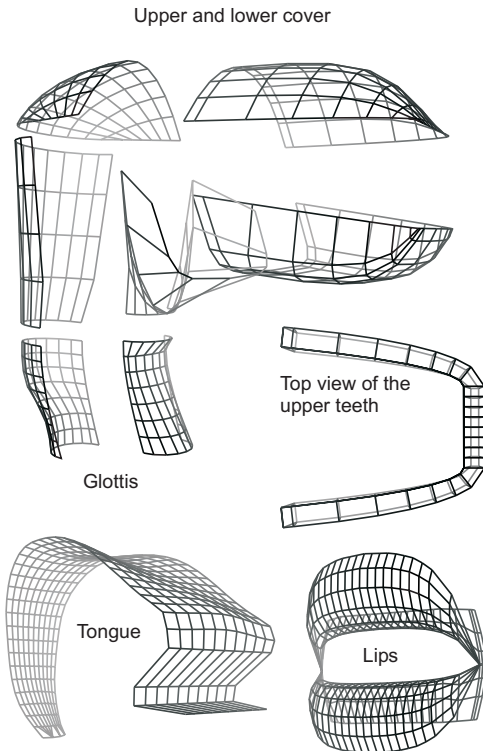 Upper and lower cover
Top view of the
upper teeth
Glottis
Tongue
Lips